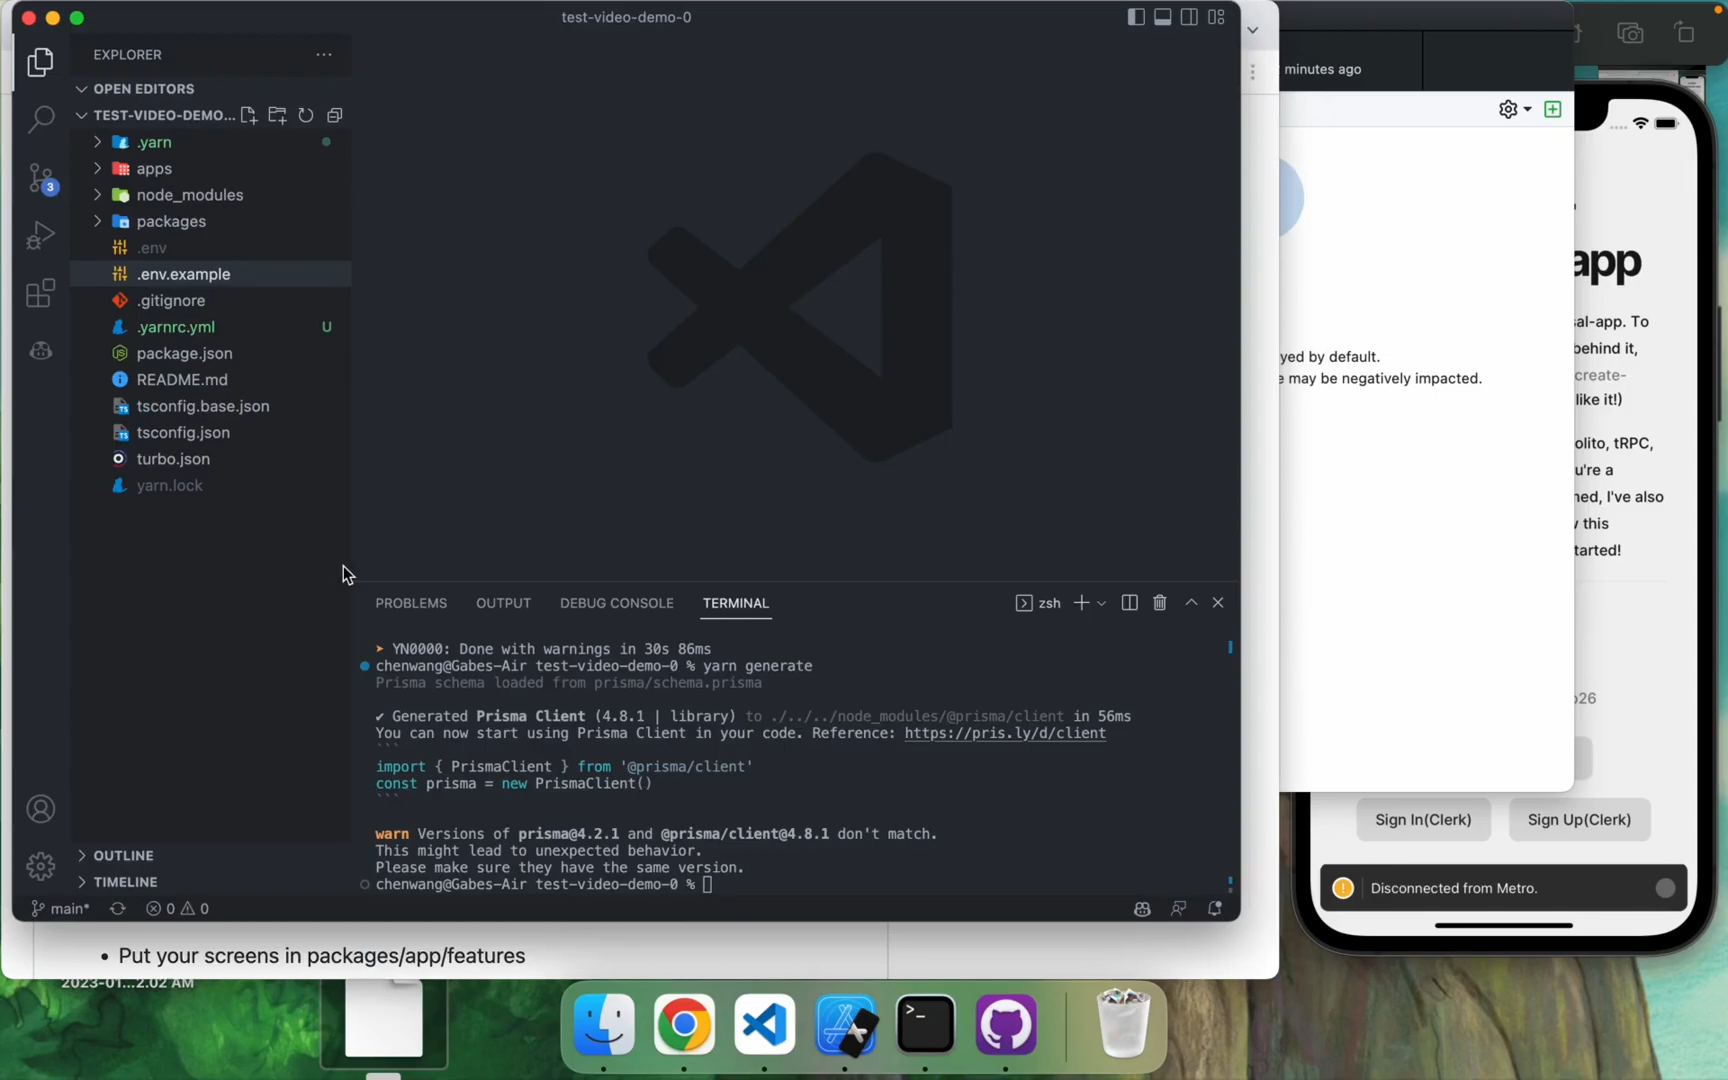 test-video-demo-0
EXPLORER
OPEN EDITORS
TEST-VIDEO-DEMO...
.yarn
apps
node_modules
packages
.env
.env.example
.gitignore
.yarnrc.yml U
package.json
README.md
tsconfig.base.json
tsconfig.json
turbo.json
yarn.lock
3
OUTLINE
TIMELINE
main* 0 0
PROBLEMS OUTPUT DEBUG CONSOLE TERMINAL zsh
YN0000: Done with warnings in 30s 86ms
chenwang@Gabes-Air test-video-demo-0 % yarn generate
Prisma schema loaded from prisma/schema.prisma
✔ Generated Prisma Client (4.8.1 | library) to ./../../node_modules/@prisma/client in 56ms
You can now start using Prisma Client in your code. Reference: https://pris.ly/d/client
```
import { PrismaClient } from '@prisma/client'
const prisma = new PrismaClient()
```
warn Versions of prisma@4.2.1 and @prisma/client@4.8.1 don't match.
This might lead to unexpected behavior.
Please make sure they have the same version.
chenwang@Gabes-Air test-video-demo-0 %
minutes ago
yed by default.
e may be negatively impacted.
app
sal-app. To
behind it,
create-
like it!)
olito, tRPC,
u're a
ned, I've also
v this
tarted!
Sign In(Clerk) Sign Up(Clerk)
! Disconnected from Metro.
• Put your screens in packages/app/features
2023-01...2.02 AM